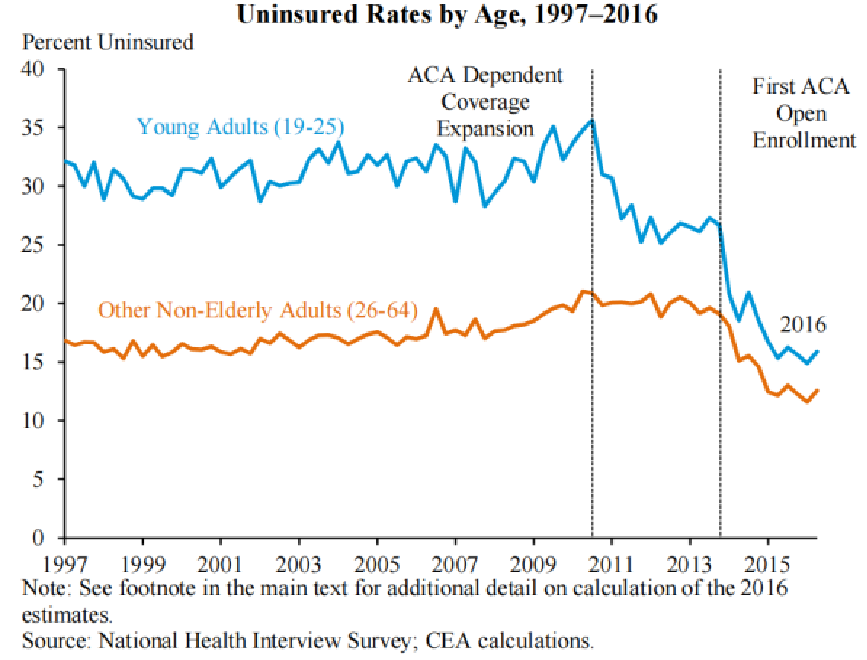 Uninsured Rates by Age, 1997–2016
Percent Uninsured
40
35
30
25
20
15
10
5
0
ACA Dependent
Coverage
Expansion
First ACA
Open
Enrollment
Young Adults (19-25)
Other Non-Elderly Adults (26-64)
2016
1997 1999 2001 2003 2005 2007 2009 2011 2013 2015
Note: See footnote in the main text for additional detail on calculation of the 2016
estimates.
Source: National Health Interview Survey; CEA calculations.